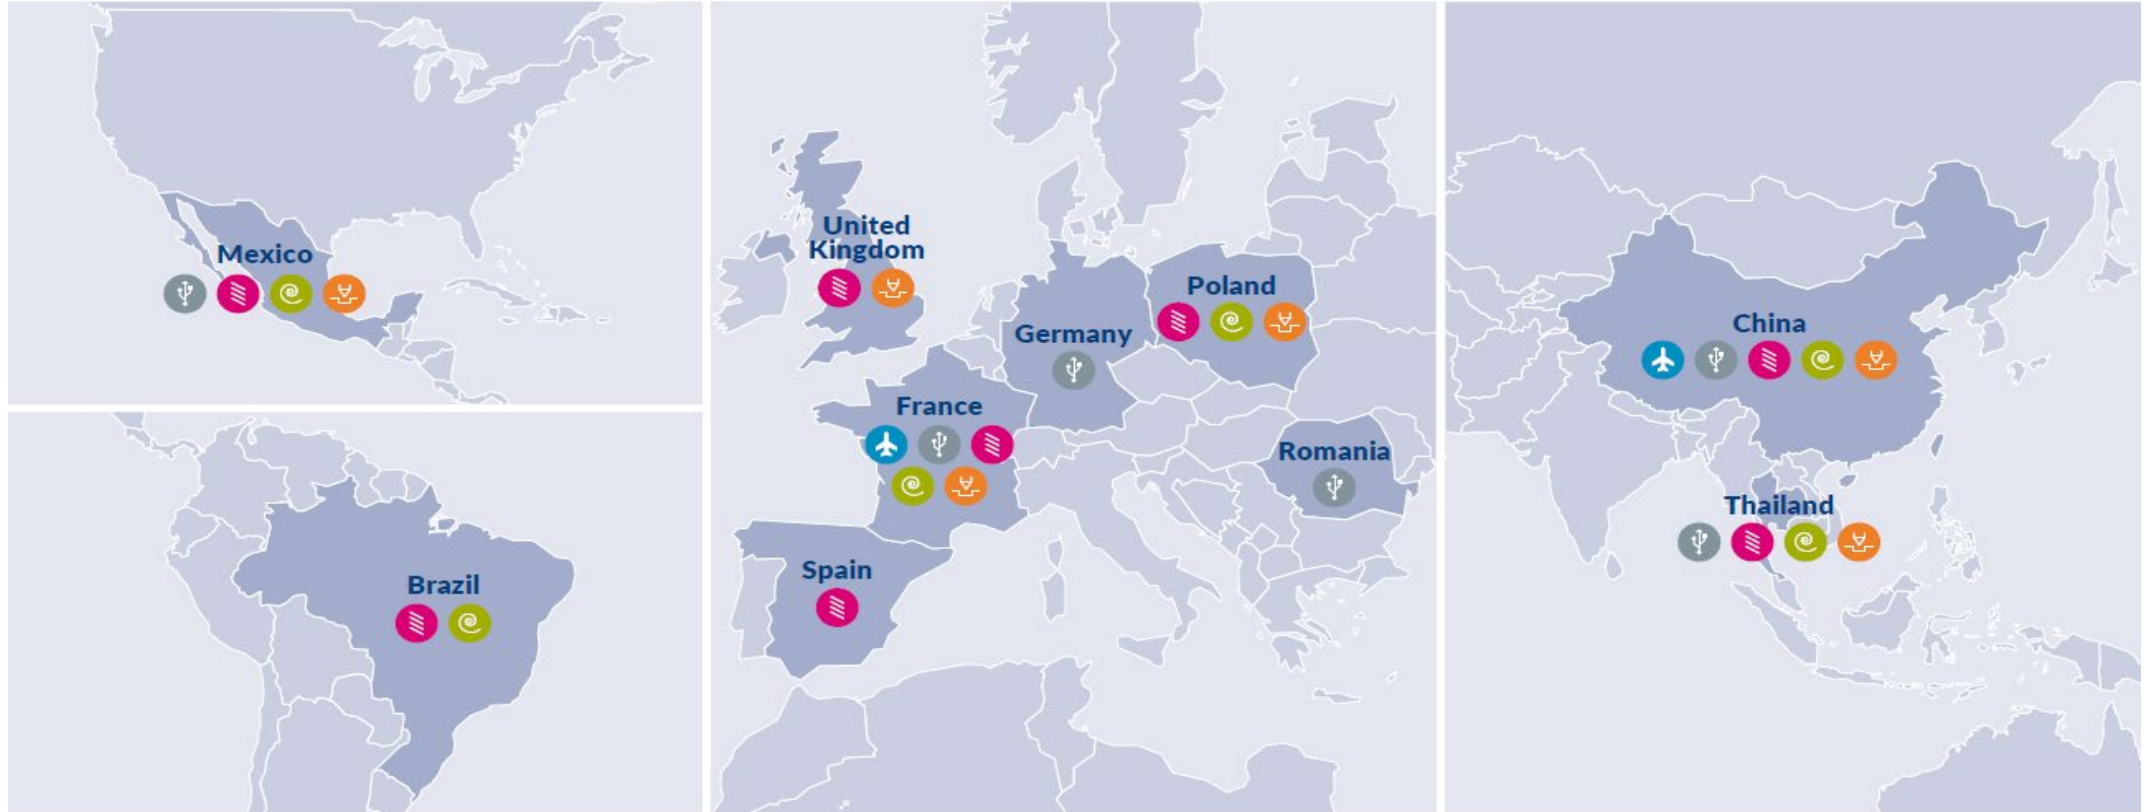 Mexico
Brazil
United
Kingdom
Poland
Germany
France
Romania
Spain
China
Thailand